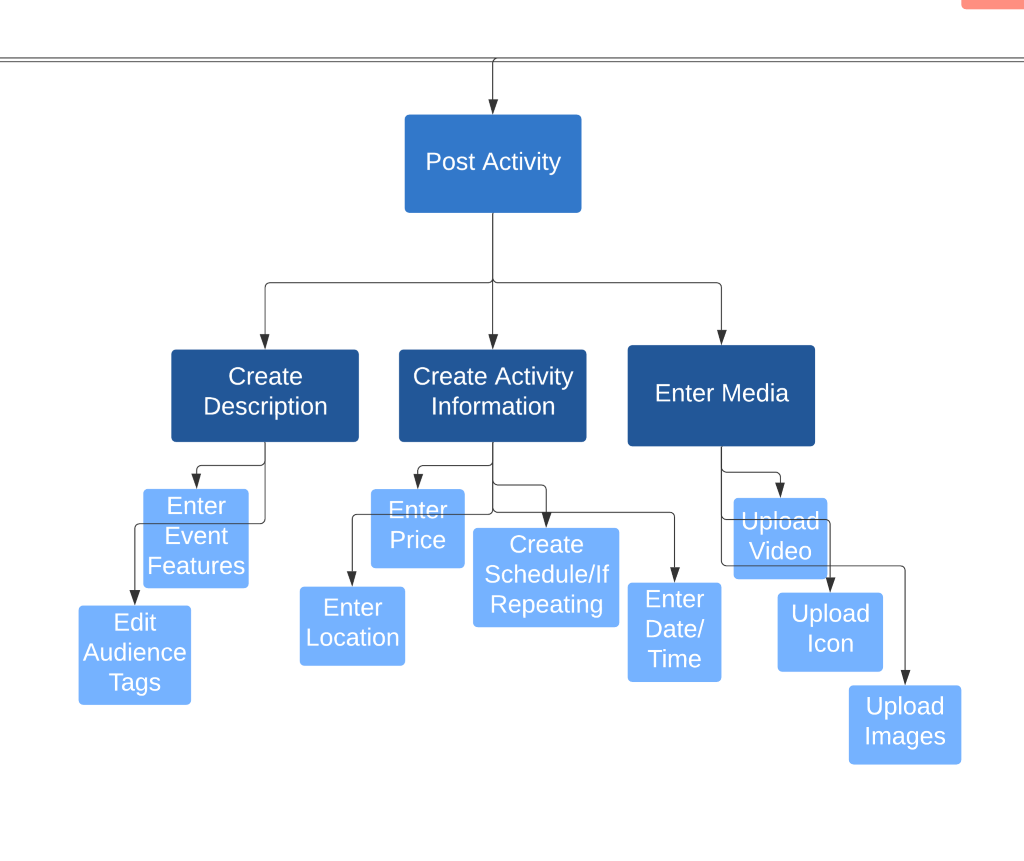 Post Activity
Create
Description
Create Activity
Information
Enter Media
Enter
Event
Features
Edit
Audience
Tags
Enter
Price
Enter
Location
Create
Schedule/If
Repeating
Enter
Date/
Time
Upload
Video
Upload
Icon
Upload
Images